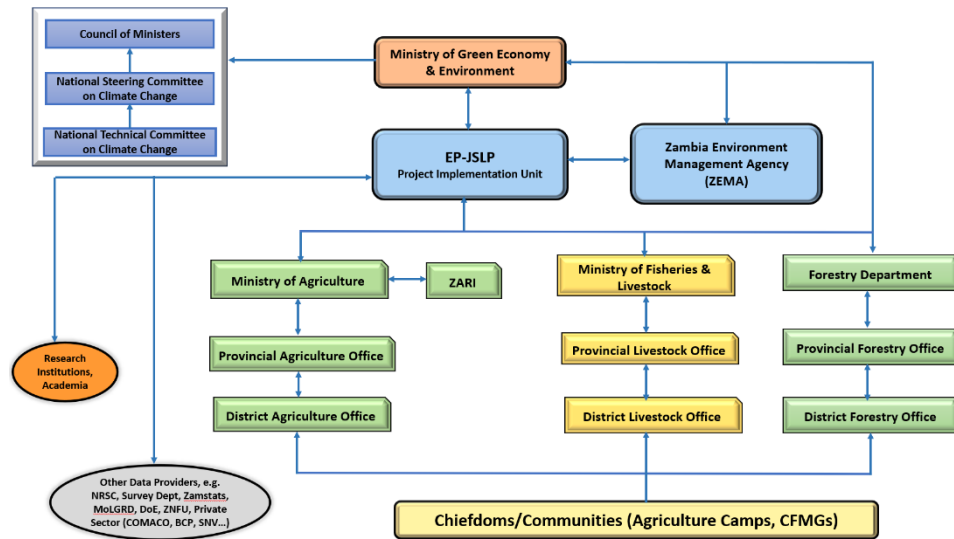 Council of Ministers
National Steering Committee
on Climate Change
National Technical Committee
on Climate Change
Ministry of Green Economy
& Environment
EP-JSLP
Project Implementation Unit
Zambia Environment
Management Agency
(ZEMA)
Ministry of Agriculture
ZARI
Ministry of Fisheries &
Livestock
Forestry Department
Provincial Agriculture Office
Provincial Livestock Office
Provincial Forestry Office
District Agriculture Office
District Livestock Office
District Forestry Office
Research
Institutions,
Academia
Other Data Providers, e.g.
NRSC, Survey Dept, Zamstats,
MoLGRD, DoE, ZNFU, Private
Sector (COMACO, BCP, SNV...)
Chiefdoms/Communities (Agriculture Camps, CFMGs)